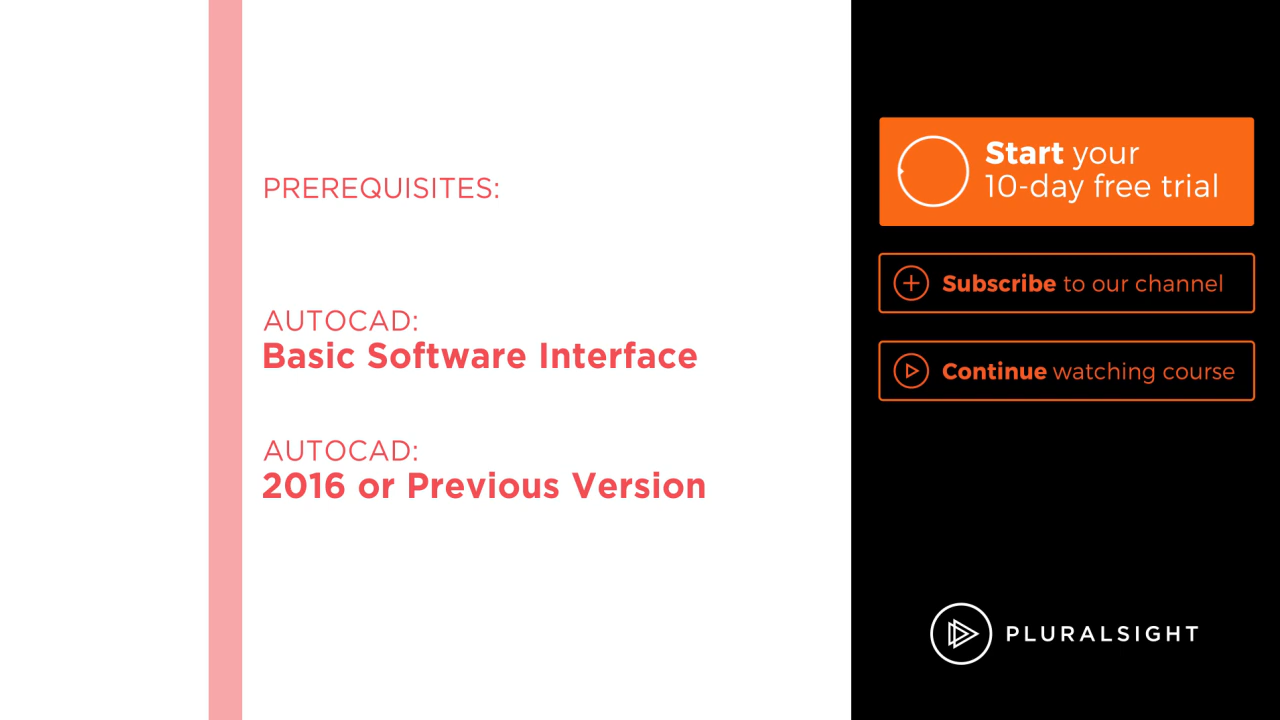 PREREQUISITES:
AUTOCAD:
Basic Software Interface
AUTOCAD:
2016 or Previous Version
Start your
10-day free trial
Subscribe to our channel
Continue watching course
PLURALSIGHT